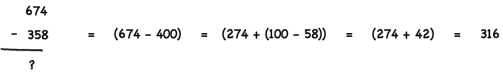 674
- 358 = (674 - 400) = (274 + (100 - 58)) = (274 + 42) = 316
?